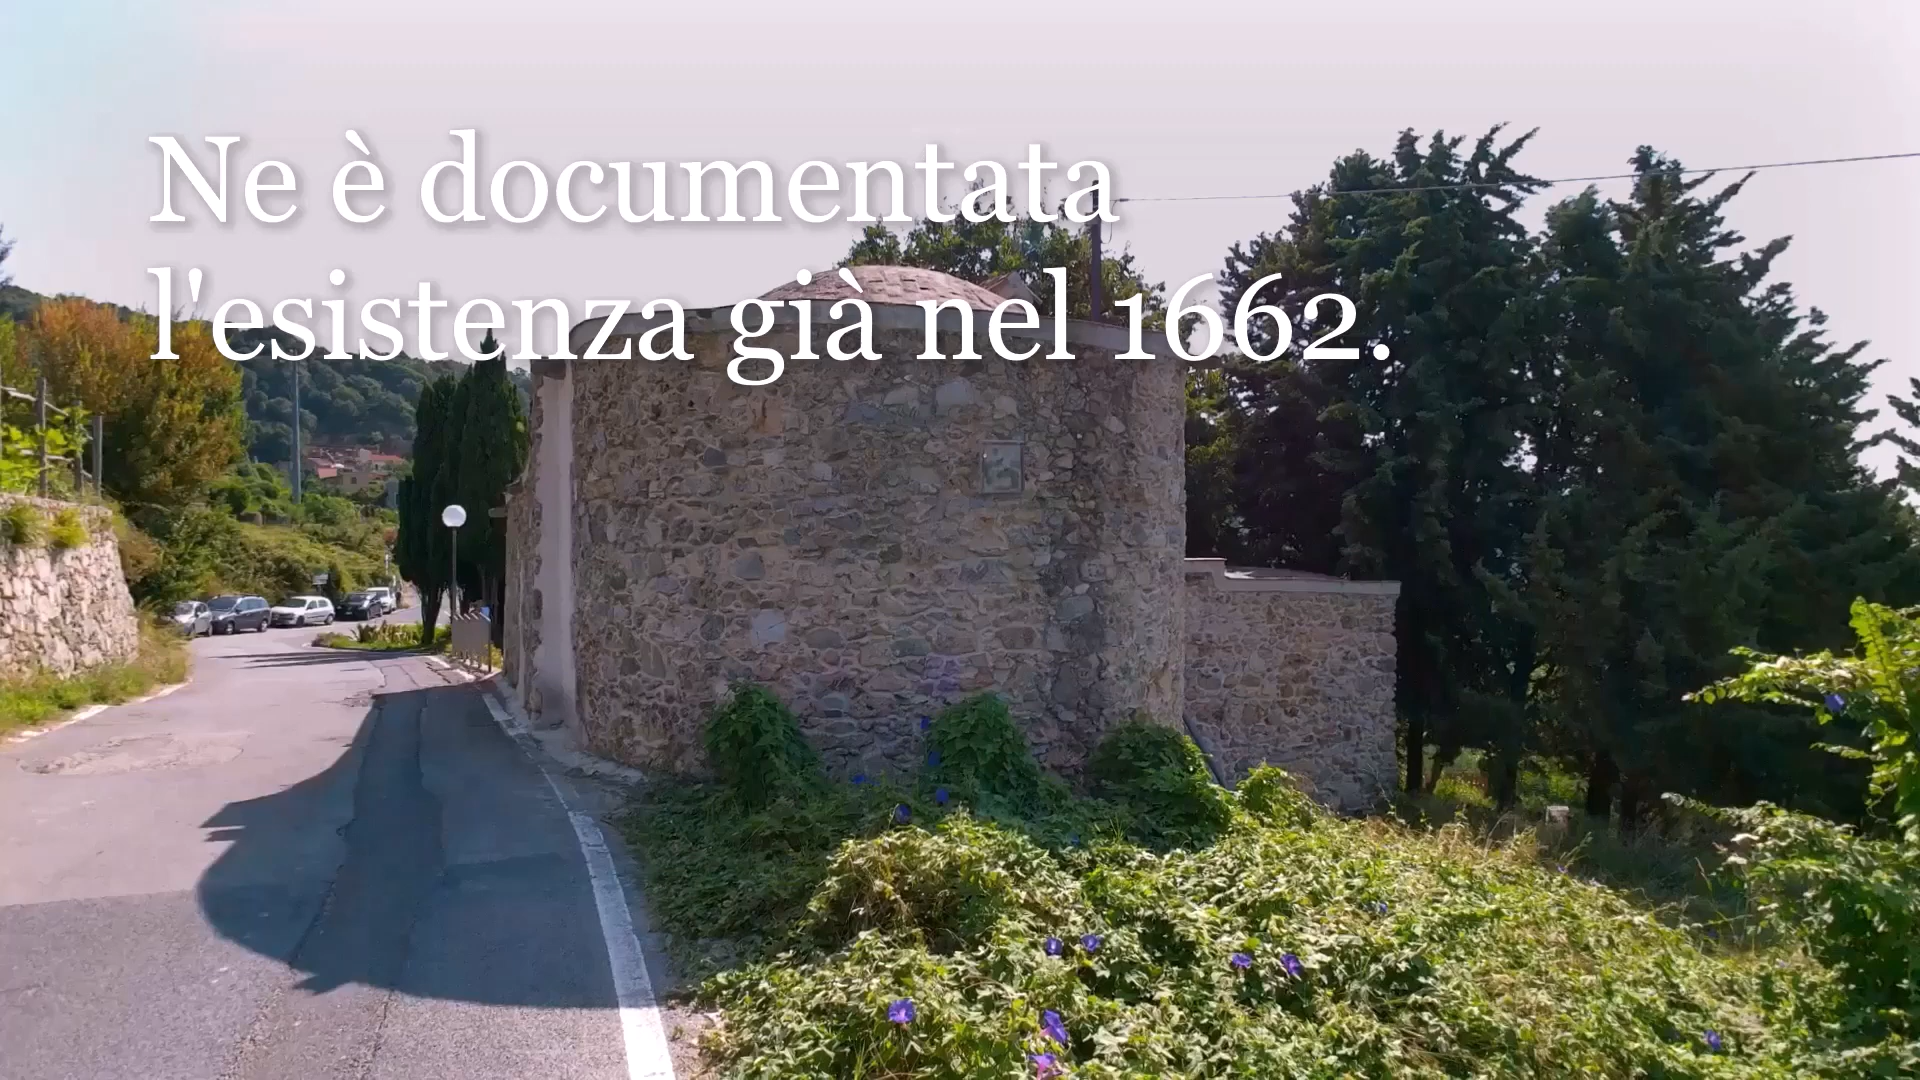 Ne è documentata
l'esistenza già nel 1662.